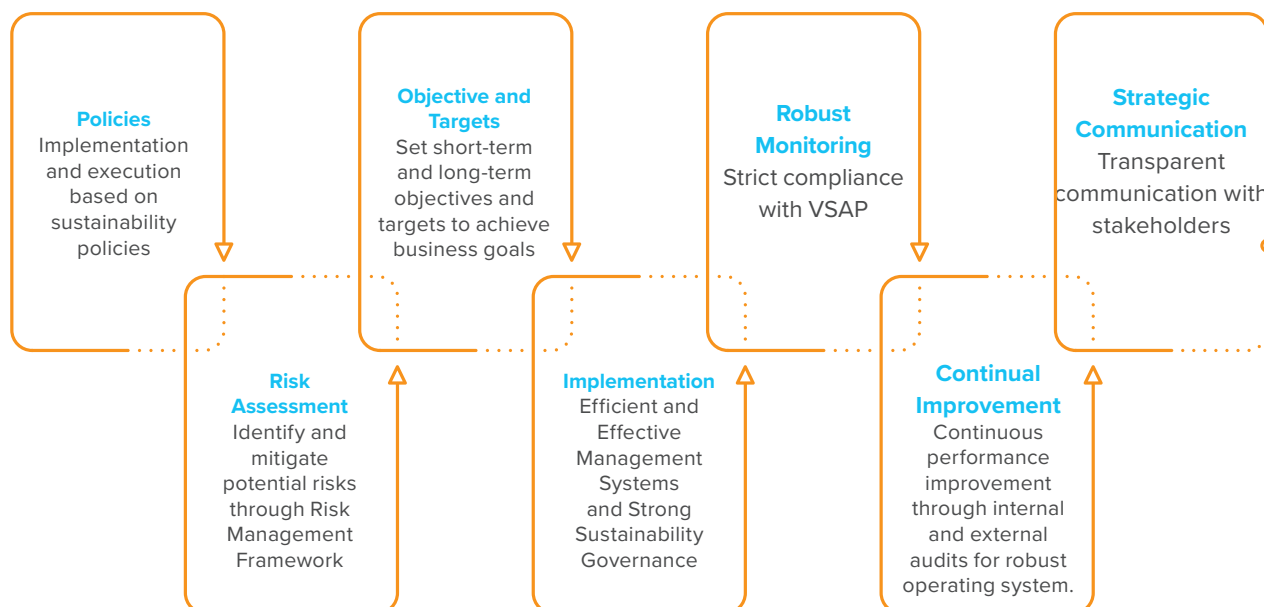 Policies
Implementation
and execution
based on
sustainability
policies
Risk
Assessment
Identify and
mitigate
potential risks
through Risk
Management
Framework
Objective and
Targets
Set short-term
and long-term
objectives and
targets to achieve
business goals
Implementation
Efficient and
Effective
Management
Systems
and Strong
Sustainability
Governance
Robust
Monitoring
Strict compliance
with VSAP
Continual
Improvement
Continuous
performance
improvement
through internal
and external
audits for robust
operating system.
Strategic
Communication
Transparent
communication with
stakeholders